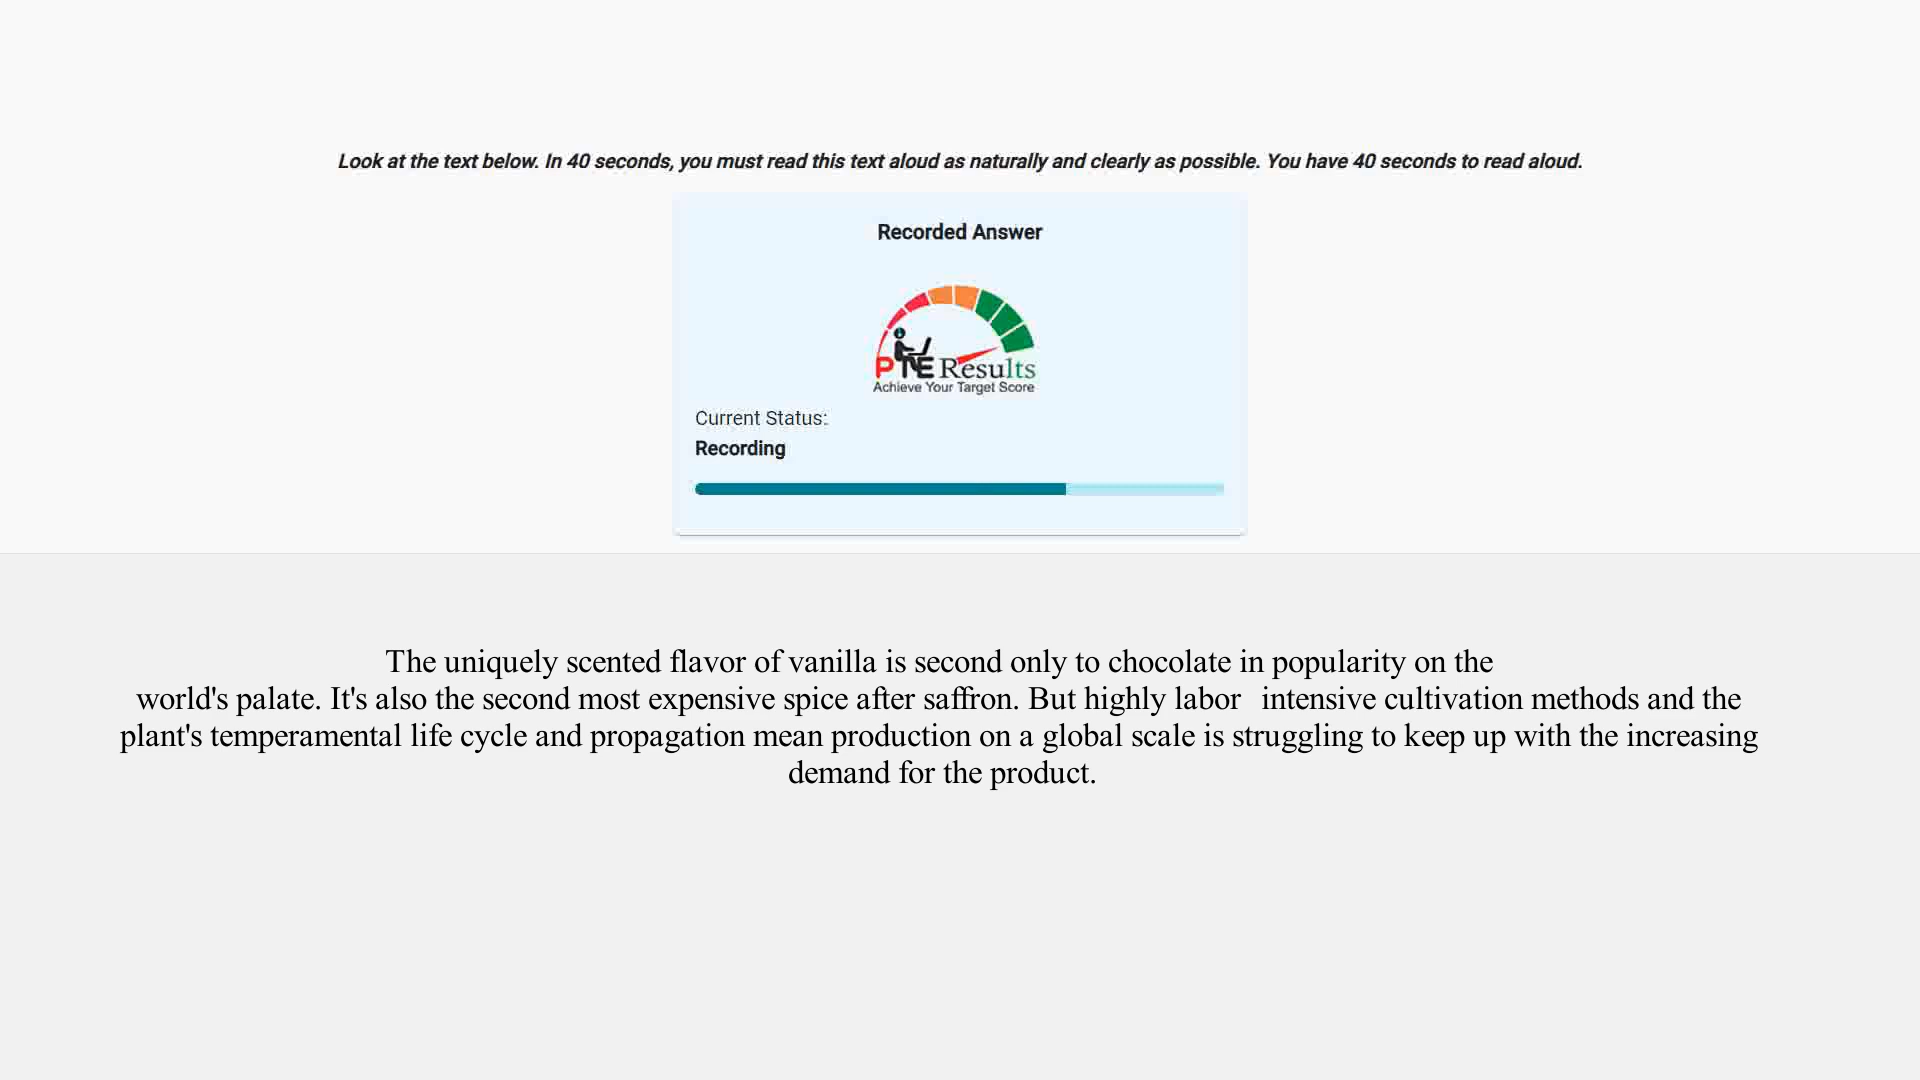 Look at the text below. In 40 seconds, you must read this text aloud as naturally and clearly as possible. You have 40 seconds to read aloud.
Recorded Answer
PTE Results
Achieve Your Target Score
Current Status:
Recording
The uniquely scented flavor of vanilla is second only to chocolate in popularity on the
world's palate. It's also the second most expensive spice after saffron. But highly labor intensive cultivation methods and the
plant's temperamental life cycle and propagation mean production on a global scale is struggling to keep up with the increasing
demand for the product.